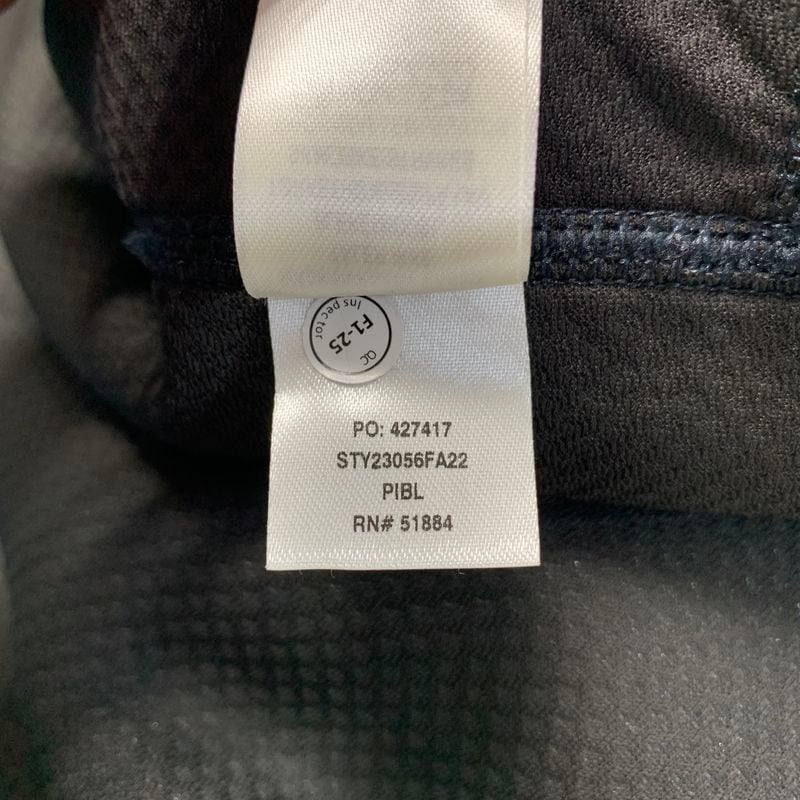 QC
F1-25
Inspector
PO: 427417
STY23056FA22
PIBL
RN# 51884